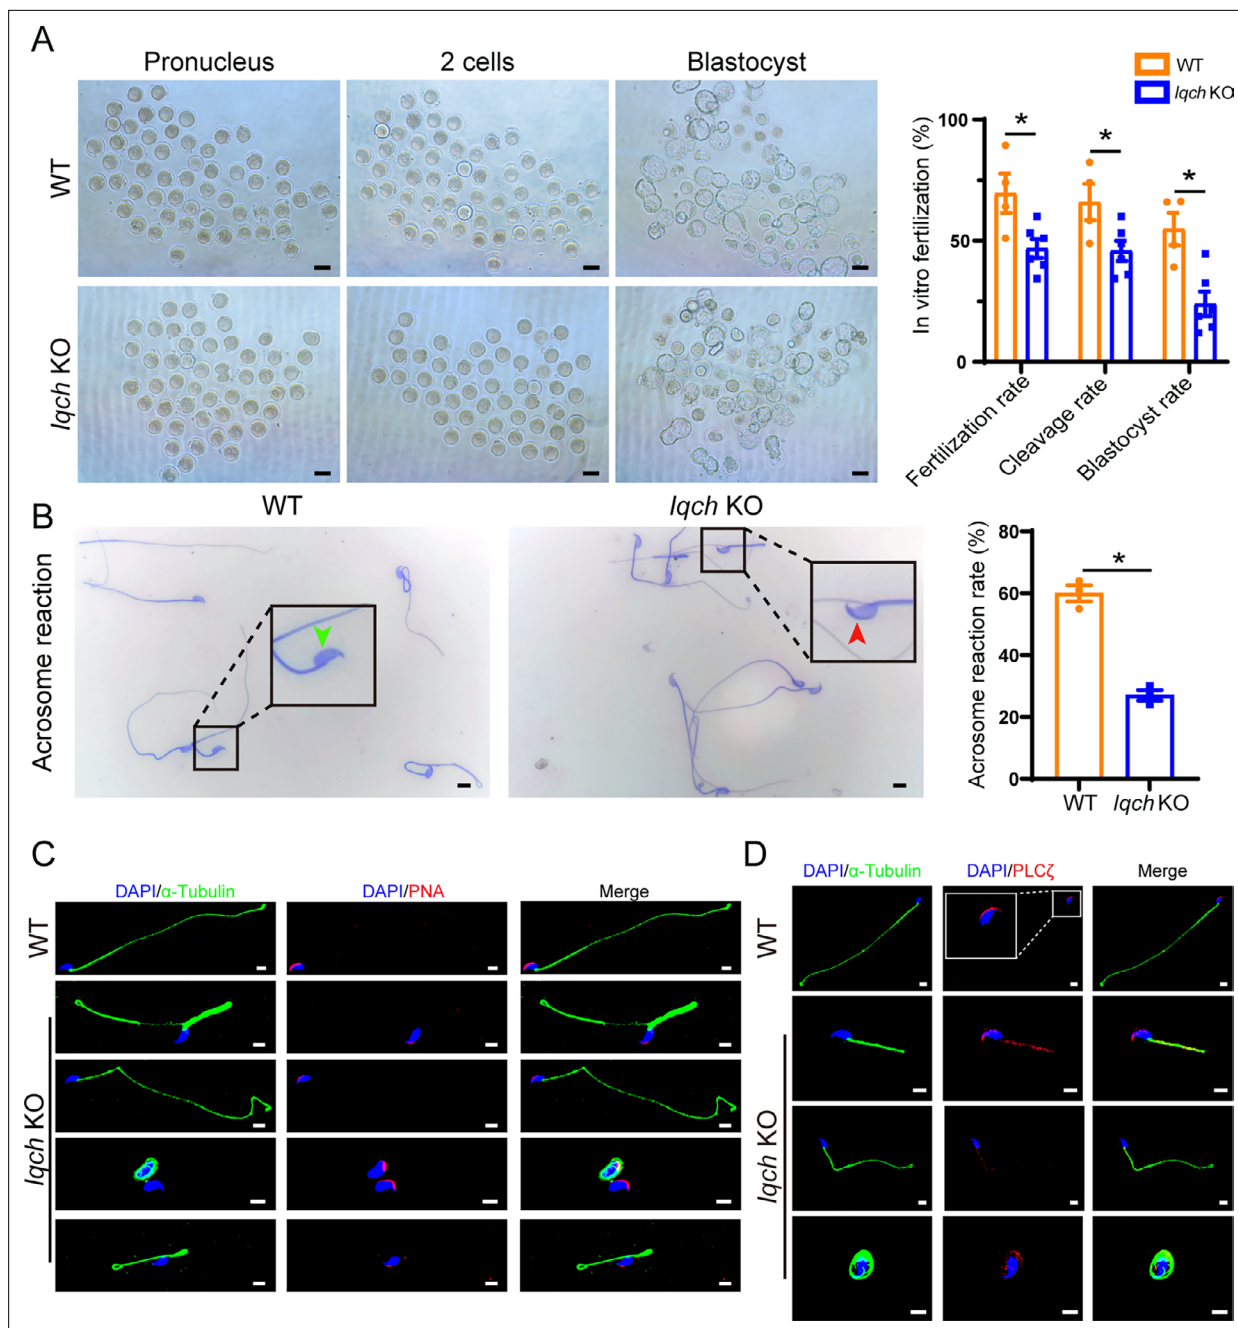 A
Pronucleus
2 cells
Blastocyst
WT
Iqch KO
WT
Iqch KO
In vitro fertilization (%)
100
50
0
*
*
*
Fertilization rate
Cleavage rate
Blastocyst rate
B
WT
Iqch KO
Acrosome reaction
Acrosome reaction rate (%)
80
60
40
20
0
*
WT
Iqch KO
C
DAPI/α-Tubulin
DAPI/PNA
Merge
WT
Iqch KO
D
DAPI/α-Tubulin
DAPI/PLCζ
Merge
WT
Iqch KO